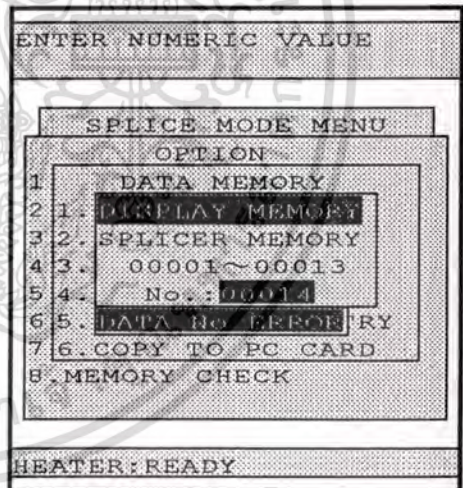 ENTER NUMERIC VALUE
SPLICE MODE MENU
OPTION
1 DATA MEMORY
2 1. DISPLAY MEMORY
3 2. SPLICER MEMORY
4 3. 00001~00013
5 4. No.:00014
6 5. DATA No ERROR TRY
7 6. COPY TO PC CARD
8. MEMORY CHECK
HEATER:READY